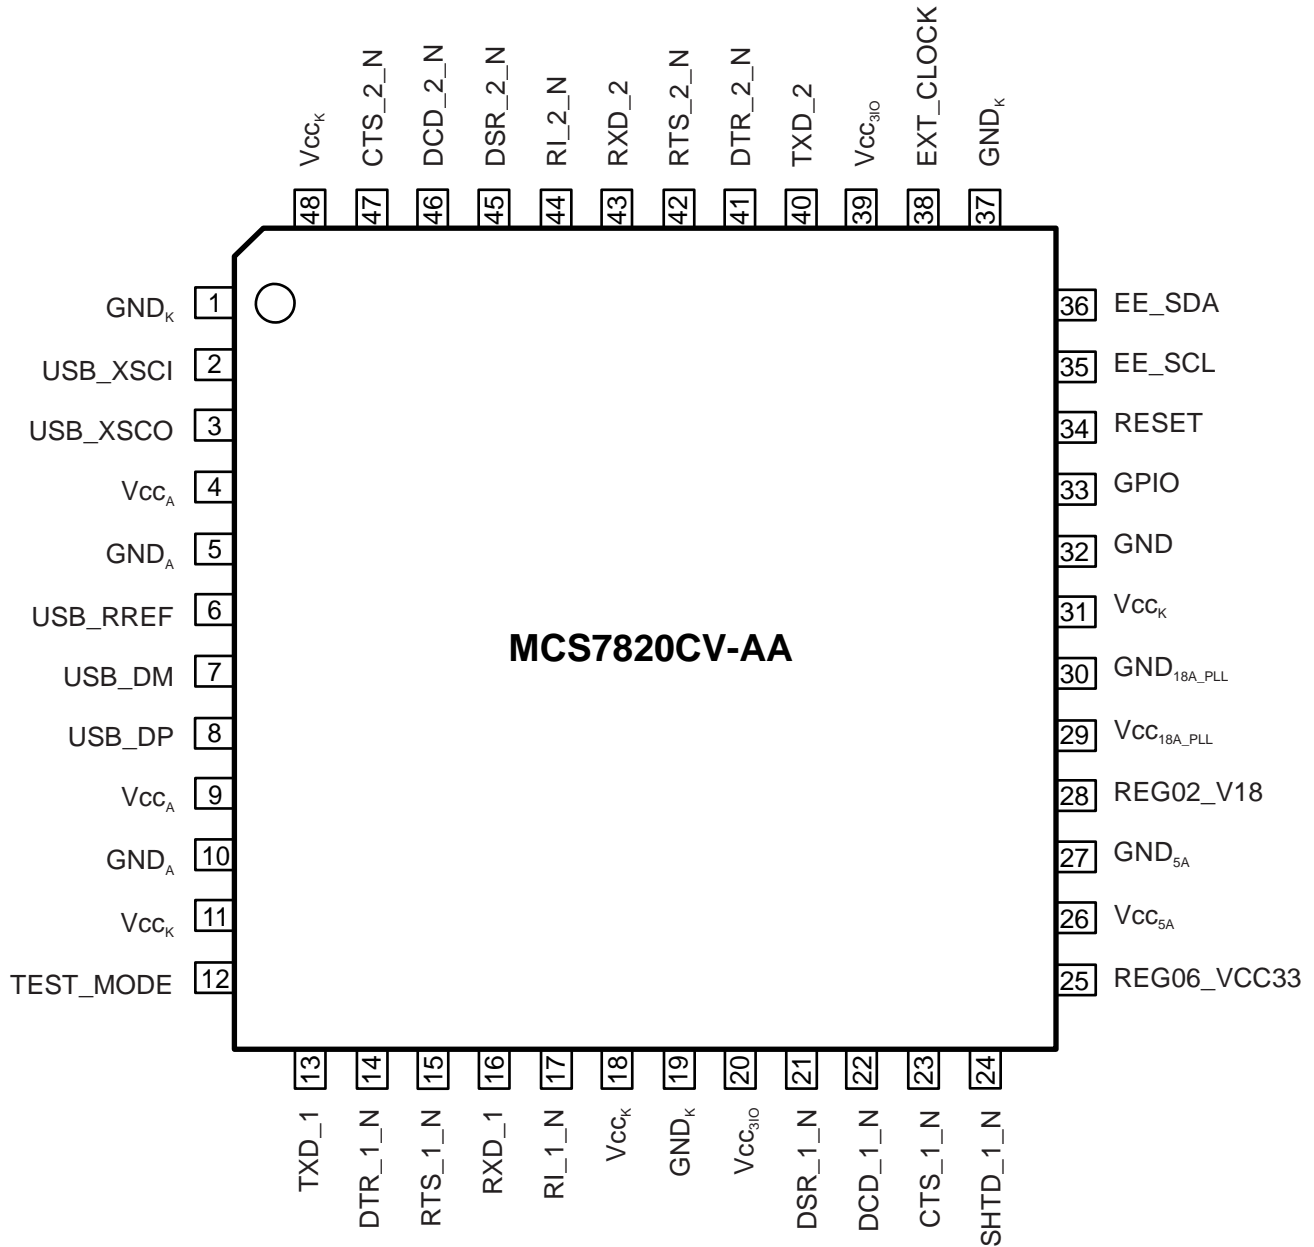 Vcc_K
CTS_2_N
DCD_2_N
DSR_2_N
RI_2_N
RXD_2
RTS_2_N
DTR_2_N
TXD_2
Vcc_3IO
EXT_CLOCK
GND_K
48
47
46
45
44
43
42
41
40
39
38
37
GND_K 1
USB_XSCI 2
USB_XSCO 3
Vcc_A 4
GND_A 5
USB_RREF 6
USB_DM 7
USB_DP 8
Vcc_A 9
GND_A 10
Vcc_K 11
TEST_MODE 12
MCS7820CV-AA
36 EE_SDA
35 EE_SCL
34 RESET
33 GPIO
32 GND
31 Vcc_K
30 GND_18A_PLL
29 Vcc_18A_PLL
28 REG02_V18
27 GND_5A
26 Vcc_5A
25 REG06_VCC33
13
14
15
16
17
18
19
20
21
22
23
24
TXD_1
DTR_1_N
RTS_1_N
RXD_1
RI_1_N
Vcc_K
GND_K
Vcc_3IO
DSR_1_N
DCD_1_N
CTS_1_N
SHTD_1_N